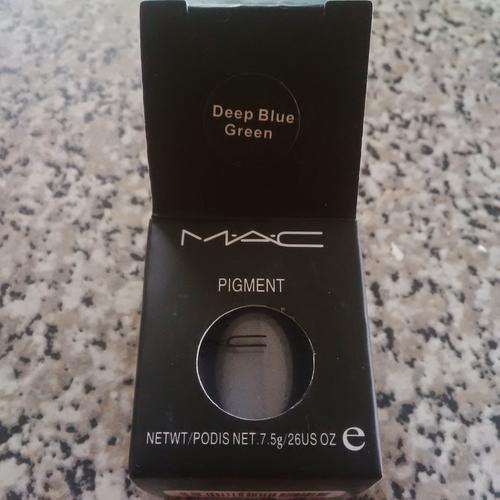 Deep Blue
Green
M·A·C
PIGMENT
NETWT/PODIS NET.7.5g/26US OZ e